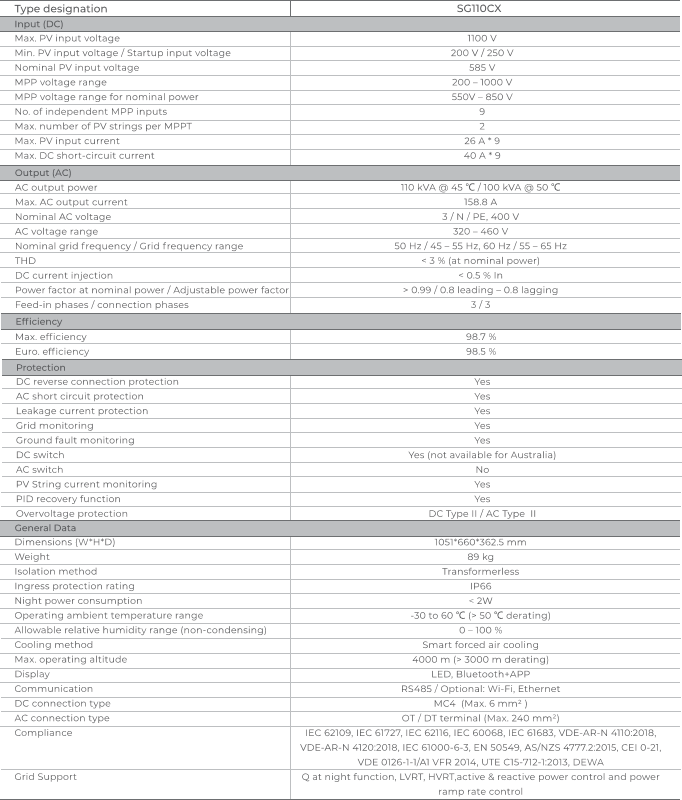 Type designation SG110CX
Input (DC)
Max. PV input voltage 1100 V
Min. PV input voltage / Startup input voltage 200 V / 250 V
Nominal PV input voltage 585 V
MPP voltage range 200 – 1000 V
MPP voltage range for nominal power 550V – 850 V
No. of independent MPP inputs 9
Max. number of PV strings per MPPT 2
Max. PV input current 26 A * 9
Max. DC short-circuit current 40 A * 9
Output (AC)
AC output power 110 kVA @ 45 ℃ / 100 kVA @ 50 ℃
Max. AC output current 158.8 A
Nominal AC voltage 3 / N / PE, 400 V
AC voltage range 320 – 460 V
Nominal grid frequency / Grid frequency range 50 Hz / 45 – 55 Hz, 60 Hz / 55 – 65 Hz
THD < 3 % (at nominal power)
DC current injection < 0.5 % In
Power factor at nominal power / Adjustable power factor > 0.99 / 0.8 leading – 0.8 lagging
Feed-in phases / connection phases 3 / 3
Efficiency
Max. efficiency 98.7 %
Euro. efficiency 98.5 %
Protection
DC reverse connection protection Yes
AC short circuit protection Yes
Leakage current protection Yes
Grid monitoring Yes
Ground fault monitoring Yes
DC switch Yes (not available for Australia)
AC switch No
PV String current monitoring Yes
PID recovery function Yes
Overvoltage protection DC Type II / AC Type II
General Data
Dimensions (W*H*D) 1051*660*362.5 mm
Weight 89 kg
Isolation method Transformerless
Ingress protection rating IP66
Night power consumption < 2W
Operating ambient temperature range -30 to 60 ℃ (> 50 ℃ derating)
Allowable relative humidity range (non-condensing) 0 – 100 %
Cooling method Smart forced air cooling
Max. operating altitude 4000 m (> 3000 m derating)
Display LED, Bluetooth+APP
Communication RS485 / Optional: Wi-Fi, Ethernet
DC connection type MC4 (Max. 6 mm² )
AC connection type OT / DT terminal (Max. 240 mm²)
Compliance IEC 62109, IEC 61727, IEC 62116, IEC 60068, IEC 61683, VDE-AR-N 4110:2018,
VDE-AR-N 4120:2018, IEC 61000-6-3, EN 50549, AS/NZS 4777.2:2015, CEI 0-21,
VDE 0126-1-1/A1 VFR 2014, UTE C15-712-1:2013, DEWA
Grid Support Q at night function, LVRT, HVRT,active & reactive power control and power
ramp rate control